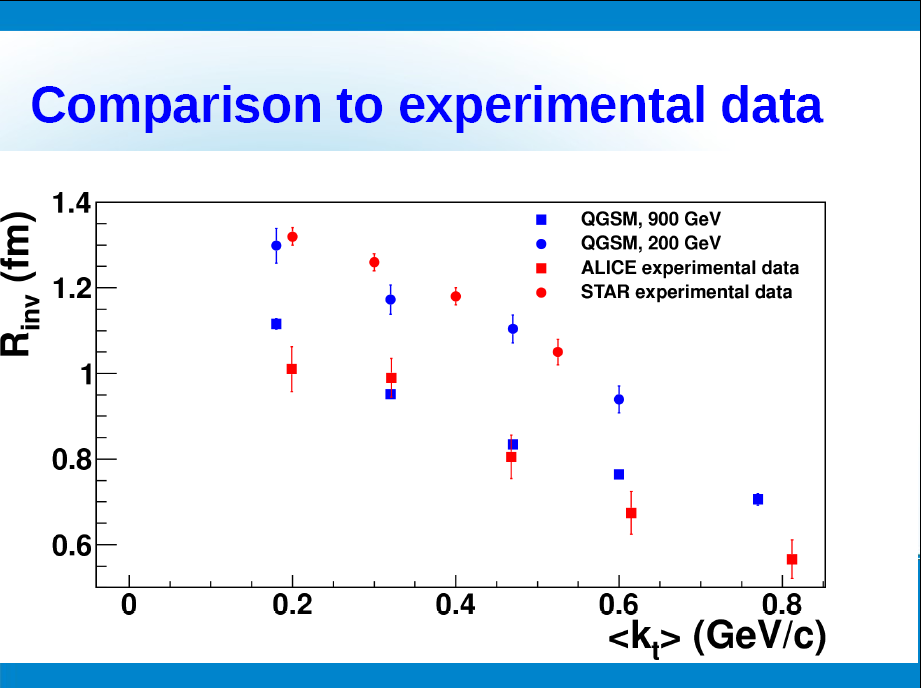 Comparison to experimental data
1.4
1.2
1
0.8
0.6
R_inv (fm)
QGSM, 900 GeV
QGSM, 200 GeV
ALICE experimental data
STAR experimental data
0 0.2 0.4 0.6 0.8
<k_t> (GeV/c)